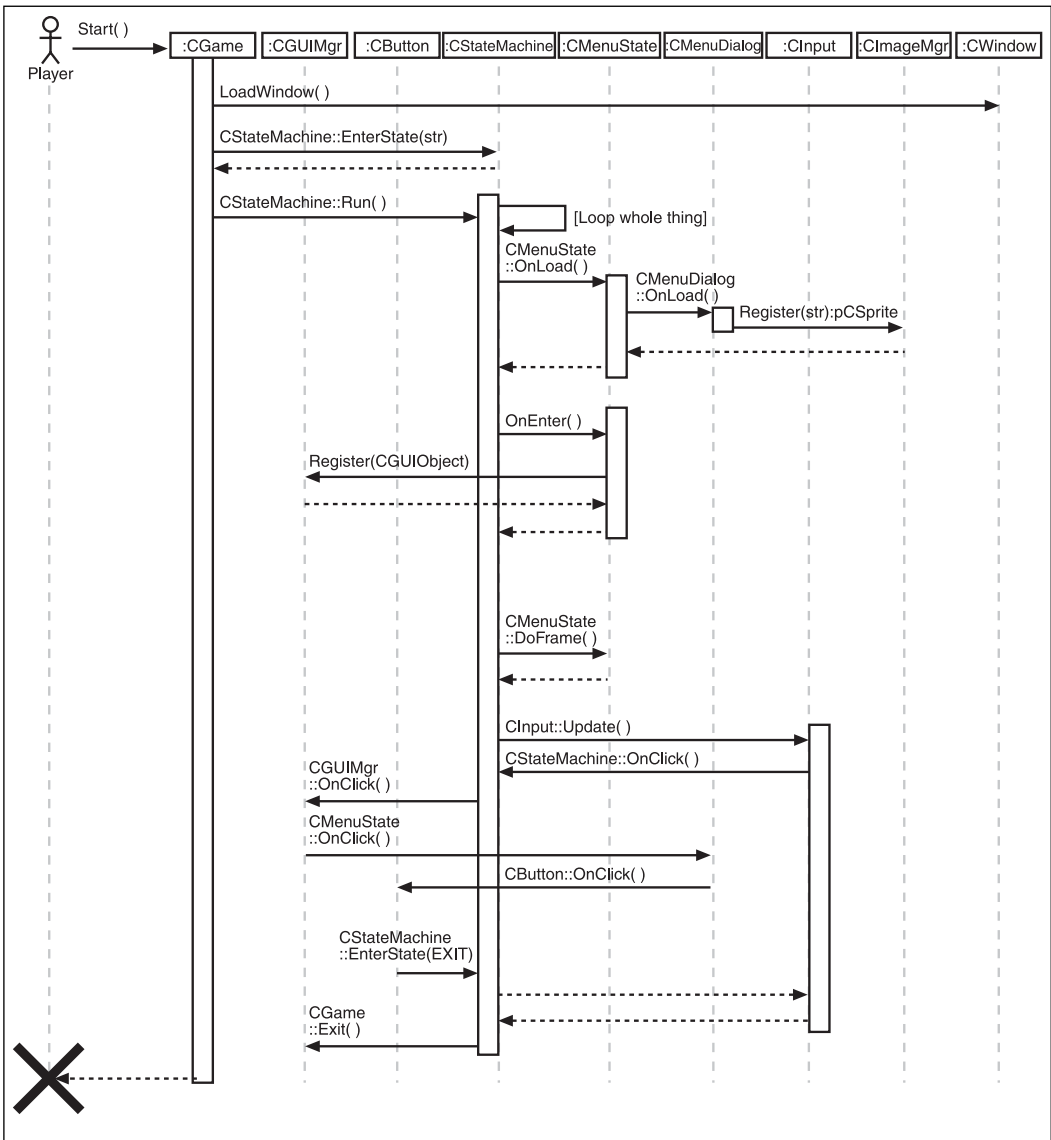 Start( )
Player
:CGame
:CGUIMgr
:CButton
:CStateMachine
:CMenuState
:CMenuDialog
:CInput
:CImageMgr
:CWindow
LoadWindow( )
CStateMachine::EnterState(str)
CStateMachine::Run( )
[Loop whole thing]
CMenuState
::OnLoad( )
CMenuDialog
::OnLoad( )
Register(str):pCSprite
OnEnter( )
Register(CGUIObject)
CMenuState
::DoFrame( )
CInput::Update( )
CStateMachine::OnClick( )
CGUIMgr
::OnClick( )
CMenuState
::OnClick( )
CButton::OnClick( )
CStateMachine
::EnterState(EXIT)
CGame
::Exit( )